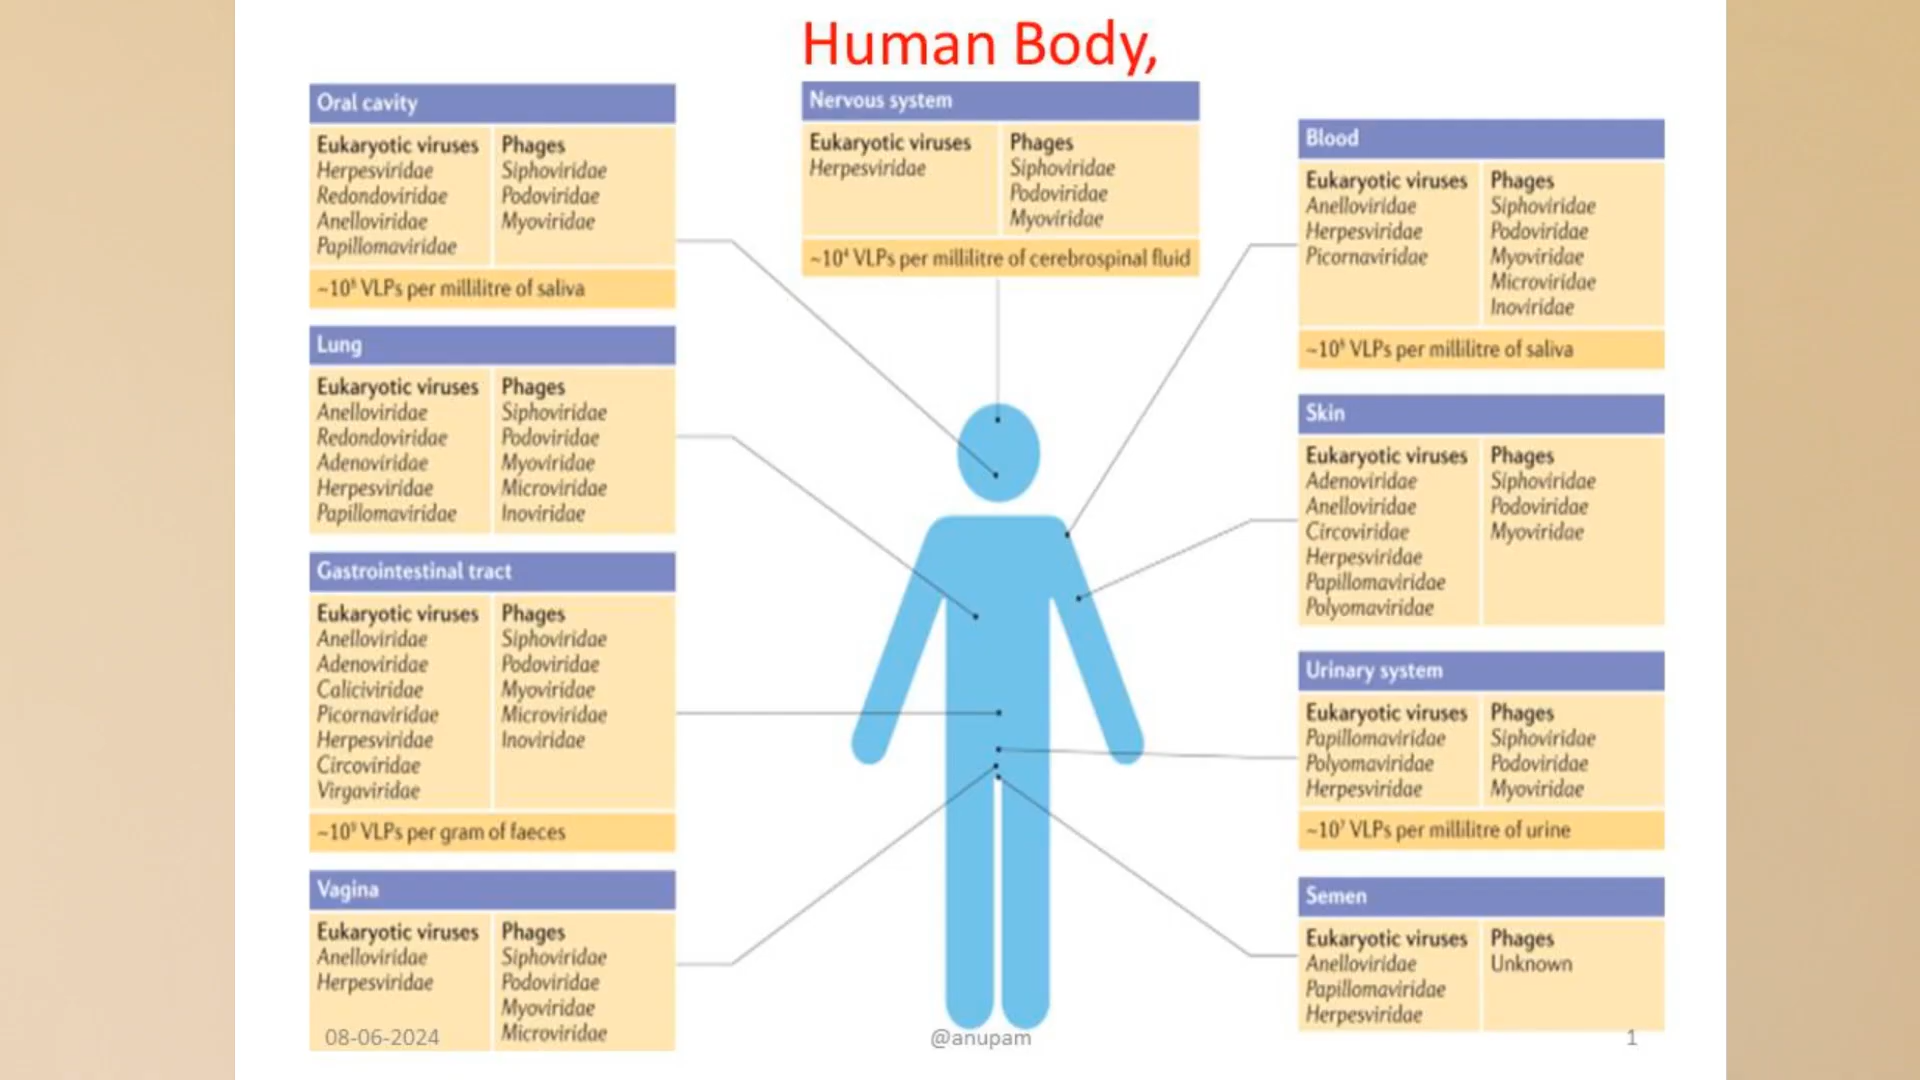 Human Body,
Oral cavity
Eukaryotic viruses
Herpesviridae
Redondoviridae
Anelloviridae
Papillomaviridae
Phages
Siphoviridae
Podoviridae
Myoviridae
~10⁸ VLPs per millilitre of saliva
Lung
Eukaryotic viruses
Anelloviridae
Redondoviridae
Adenoviridae
Herpesviridae
Papillomaviridae
Phages
Siphoviridae
Podoviridae
Myoviridae
Microviridae
Inoviridae
Gastrointestinal tract
Eukaryotic viruses
Anelloviridae
Adenoviridae
Caliciviridae
Picornaviridae
Herpesviridae
Circoviridae
Virgaviridae
Phages
Siphoviridae
Podoviridae
Myoviridae
Microviridae
Inoviridae
~10⁹ VLPs per gram of faeces
Vagina
Eukaryotic viruses
Anelloviridae
Herpesviridae
Phages
Siphoviridae
Podoviridae
Myoviridae
Microviridae
Nervous system
Eukaryotic viruses
Herpesviridae
Phages
Siphoviridae
Podoviridae
Myoviridae
~10⁴ VLPs per millilitre of cerebrospinal fluid
Blood
Eukaryotic viruses
Anelloviridae
Herpesviridae
Picornaviridae
Phages
Siphoviridae
Podoviridae
Myoviridae
Microviridae
Inoviridae
VLPs per millilitre of saliva
Skin
Eukaryotic viruses
Adenoviridae
Anelloviridae
Circoviridae
Herpesviridae
Papillomaviridae
Polyomaviridae
Phages
Siphoviridae
Podoviridae
Myoviridae
Urinary system
Eukaryotic viruses
Papillomaviridae
Polyomaviridae
Herpesviridae
Phages
Siphoviridae
Podoviridae
Myoviridae
~10⁷ VLPs per millilitre of urine
Semen
Eukaryotic viruses
Anelloviridae
Papillomaviridae
Herpesviridae
Phages
Unknown
08-06-2024
@anupam
1